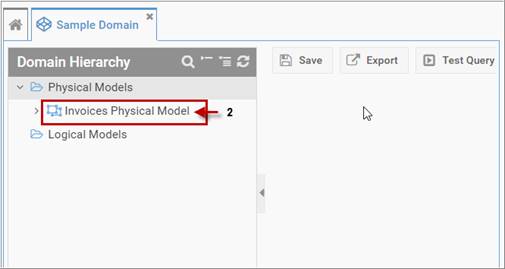 Sample Domain
Domain Hierarchy
Save Export Test Query
Physical Models
Invoices Physical Model 2
Logical Models